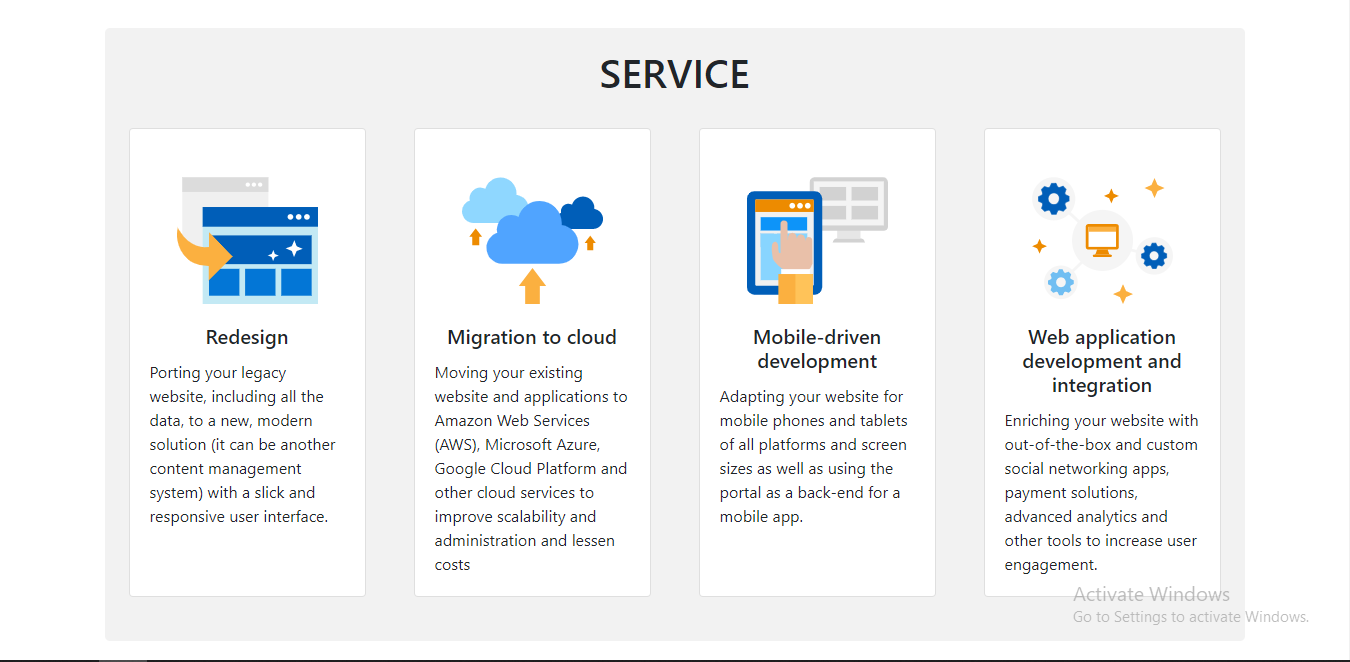 SERVICE
Redesign
Porting your legacy
website, including all the
data, to a new, modern
solution (it can be another
content management
system) with a slick and
responsive user interface.
Migration to cloud
Moving your existing
website and applications to
Amazon Web Services
(AWS), Microsoft Azure,
Google Cloud Platform and
other cloud services to
improve scalability and
administration and lessen
costs
Mobile-driven
development
Adapting your website for
mobile phones and tablets
of all platforms and screen
sizes as well as using the
portal as a back-end for a
mobile app.
Web application
development and
integration
Enriching your website with
out-of-the-box and custom
social networking apps,
payment solutions,
advanced analytics and
other tools to increase user
engagement.
Activate Windows
Go to Settings to activate Windows.